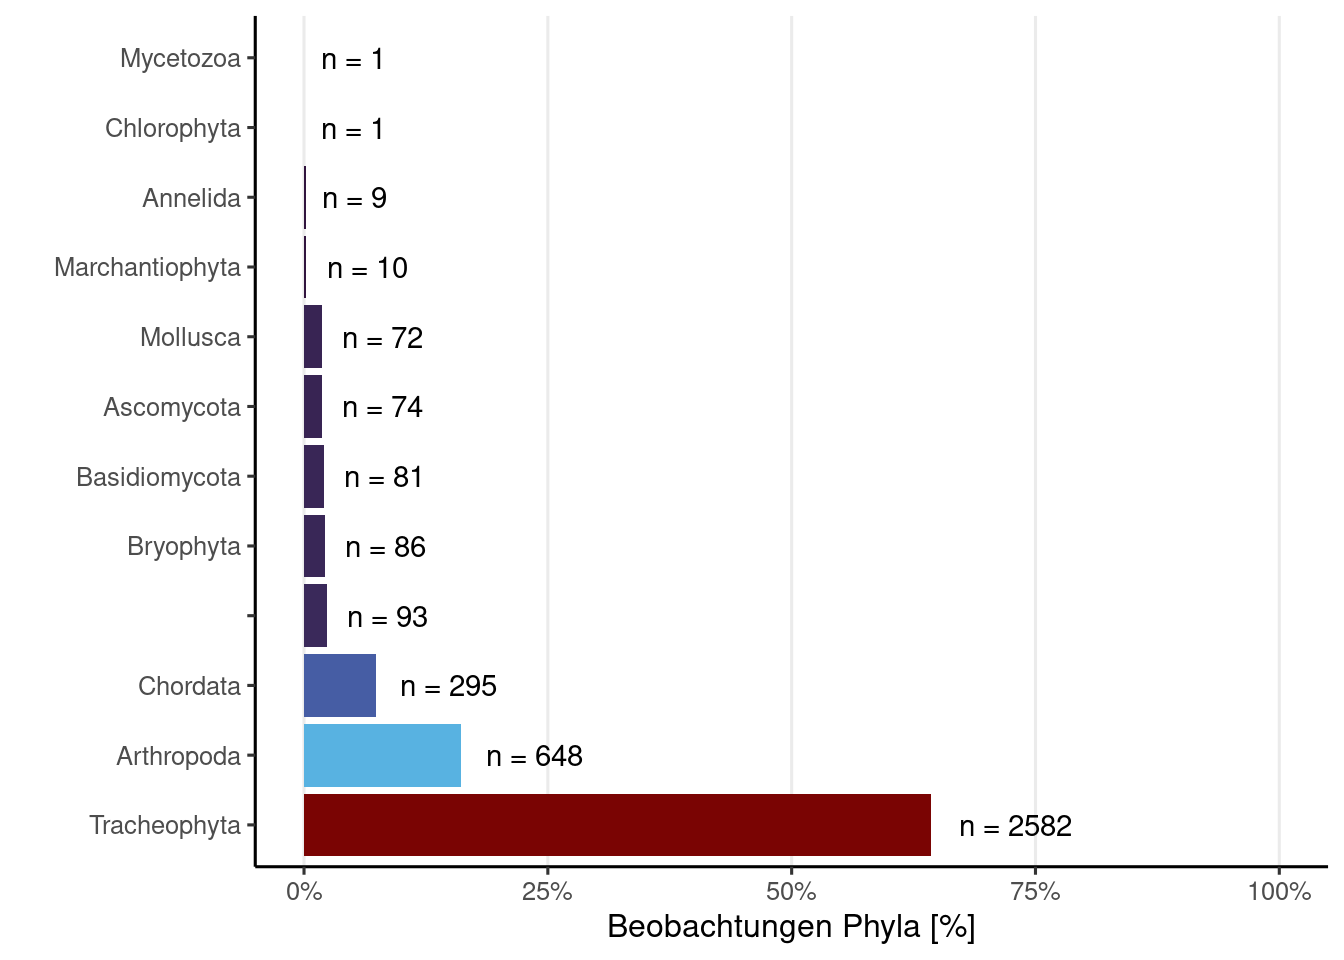 Mycetozoa n = 1
Chlorophyta n = 1
Annelida n = 9
Marchantiophyta n = 10
Mollusca n = 72
Ascomycota n = 74
Basidiomycota n = 81
Bryophyta n = 86
n = 93
Chordata n = 295
Arthropoda n = 648
Tracheophyta n = 2582
0% 25% 50% 75% 100%
Beobachtungen Phyla [%]